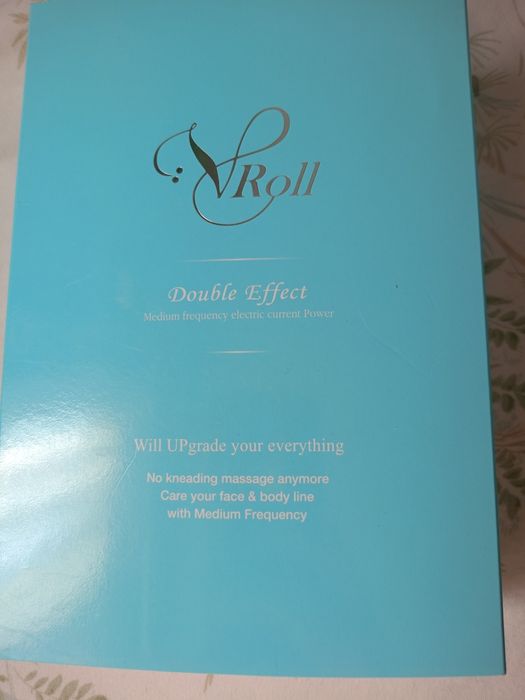 VRoll
Double Effect
Medium frequency electric current Power
Will UPgrade your everything
No kneading massage anymore
Care your face & body line
with Medium Frequency